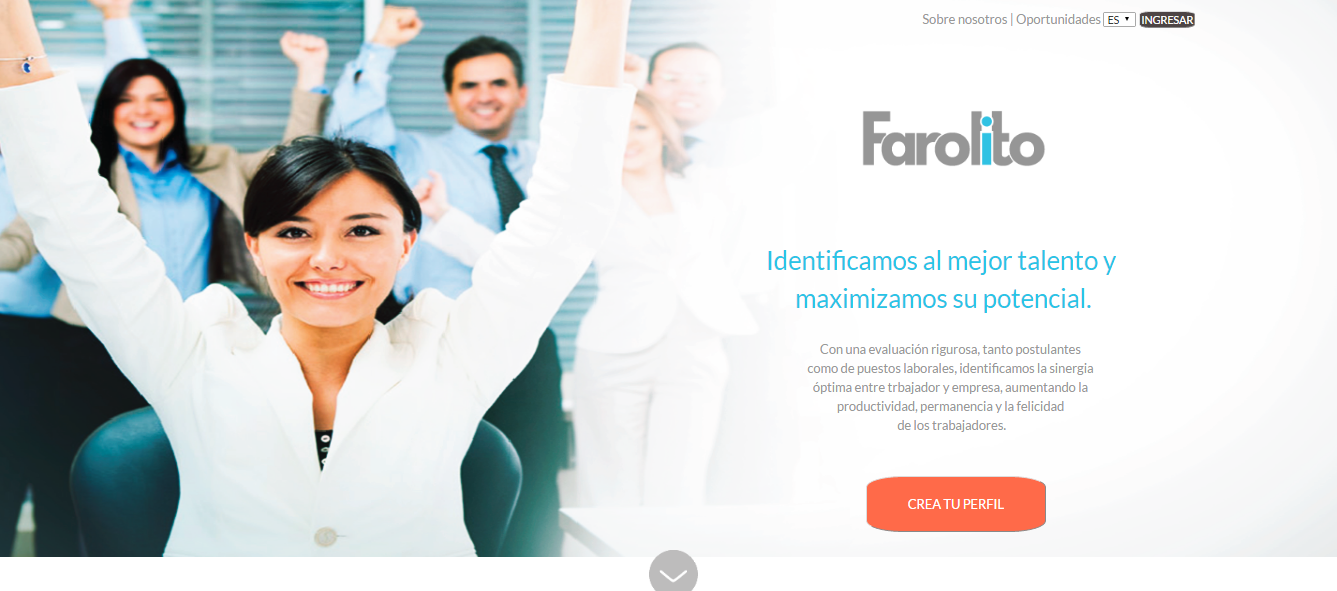 Sobre nosotros | Oportunidades ES INGRESAR
Farolito
Identificamos al mejor talento y
maximizamos su potencial.
Con una evaluación rigurosa, tanto postulantes
como de puestos laborales, identificamos la sinergia
óptima entre trbajador y empresa, aumentando la
productividad, permanencia y la felicidad
de los trabajadores.
CREA TU PERFIL